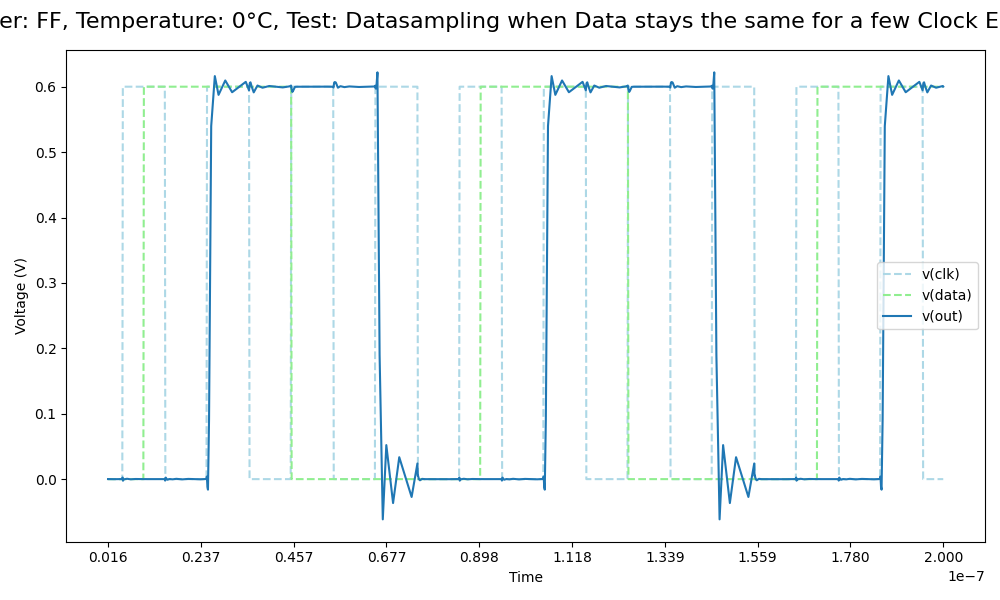 er: FF, Temperature: 0°C, Test: Datasampling when Data stays the same for a few Clock E
0.6
0.5
0.4
0.3
0.2
0.1
0.0
Voltage (V)
v(clk)
v(data)
v(out)
0.016 0.237 0.457 0.677 0.898 1.118 1.339 1.559 1.780 2.000
1e−7
Time